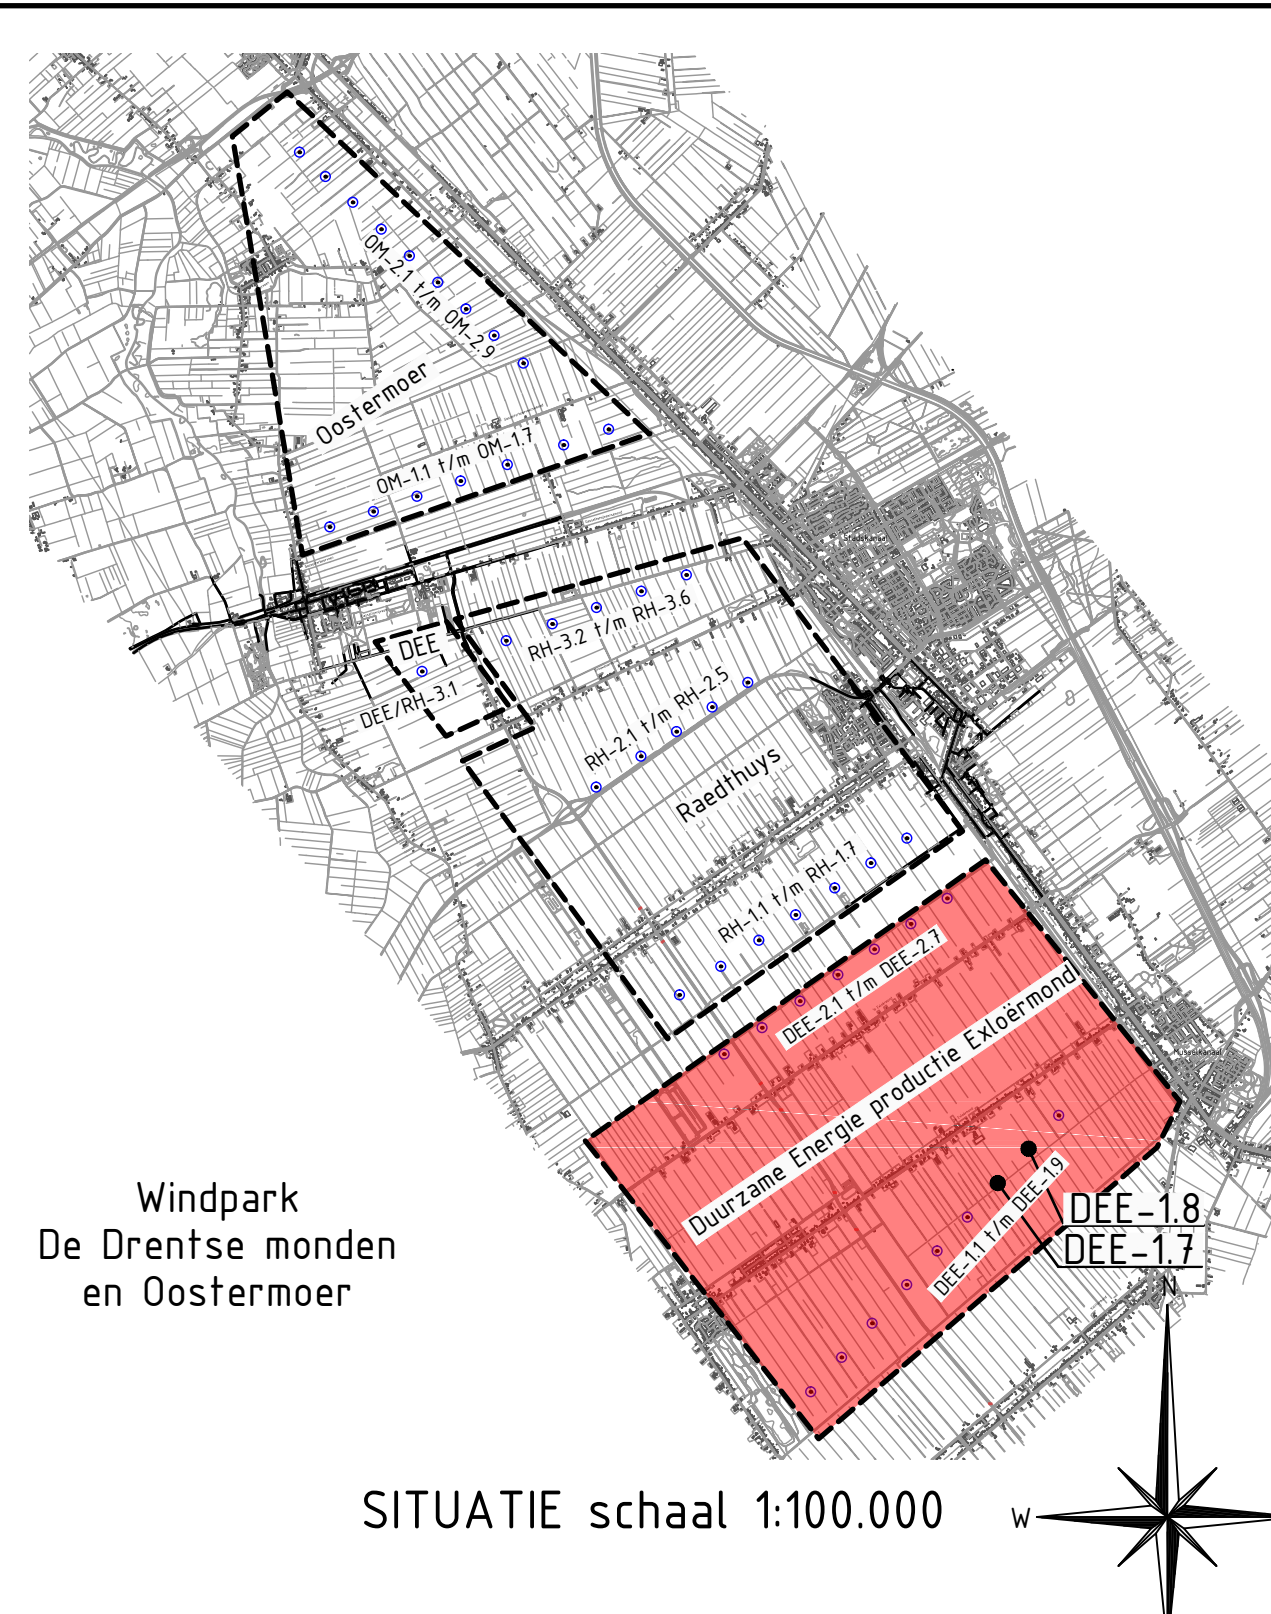 OM-2.1 t/m OM-2.9
Oostermoer
OM-1.1 t/m OM-1.7
Stadskanaal
RH-3.2 t/m RH-3.6
DEE
DEE/RH-3.1
RH-2.1 t/m RH-2.5
Raedthuys
RH-1.1 t/m RH-1.7
DEE-2.1 t/m DEE-2.7
Duurzame Energie productie Exloërmond
Musselkanaal
DEE-1.1 t/m DEE-1.9
DEE-1.8
DEE-1.7
Windpark
De Drentse monden
en Oostermoer
N
W
SITUATIE schaal 1:100.000